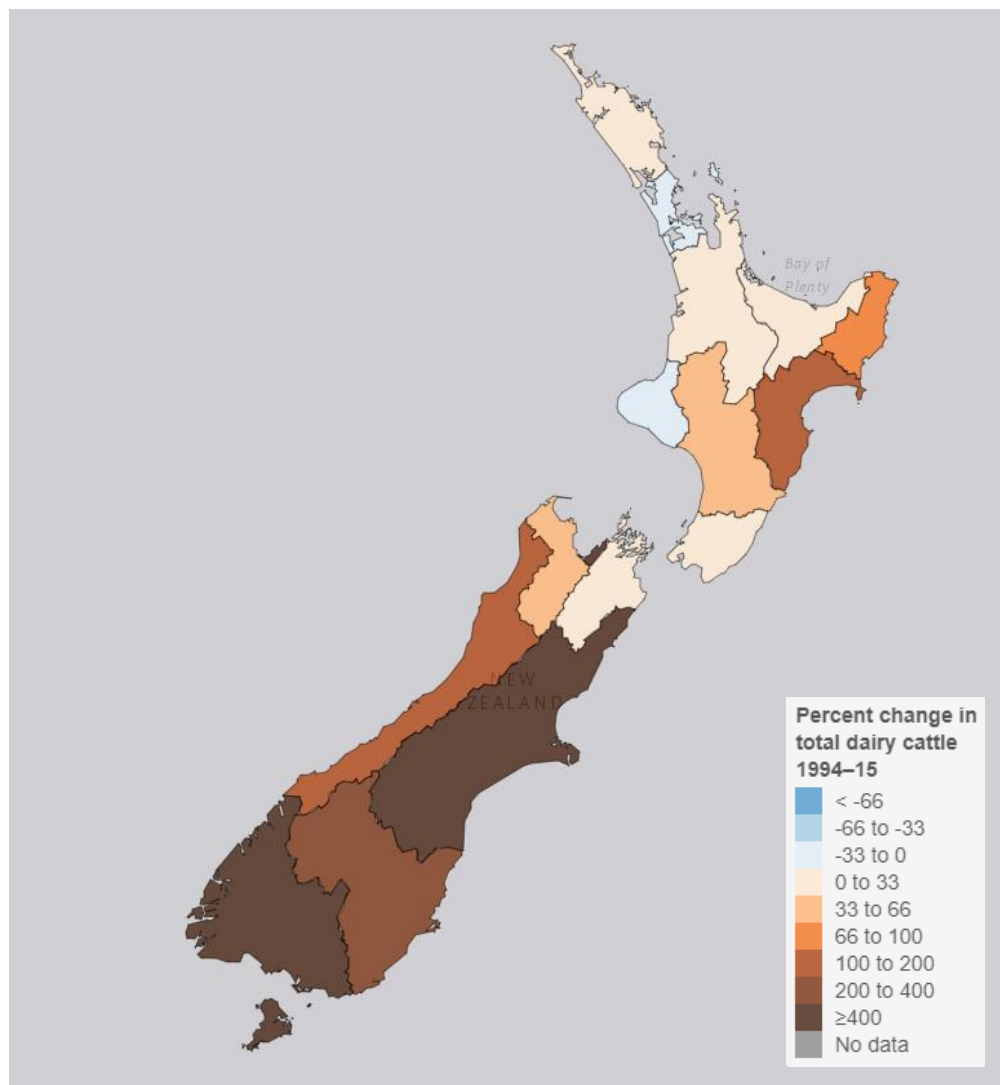 Bay of
Plenty
NEW
ZEALAND
Percent change in
total dairy cattle
1994–15
< -66
-66 to -33
-33 to 0
0 to 33
33 to 66
66 to 100
100 to 200
200 to 400
≥400
No data